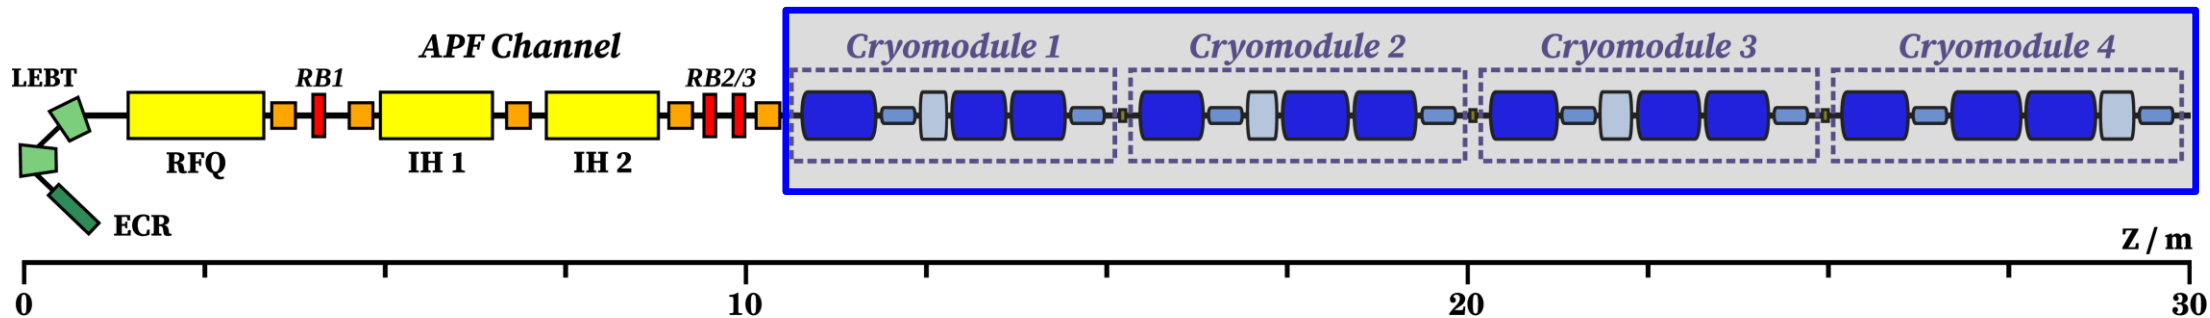 APF Channel
Cryomodule 1
Cryomodule 2
Cryomodule 3
Cryomodule 4
LEBT
RB1
RB2/3
RFQ
IH 1
IH 2
ECR
Z / m
0
10
20
30